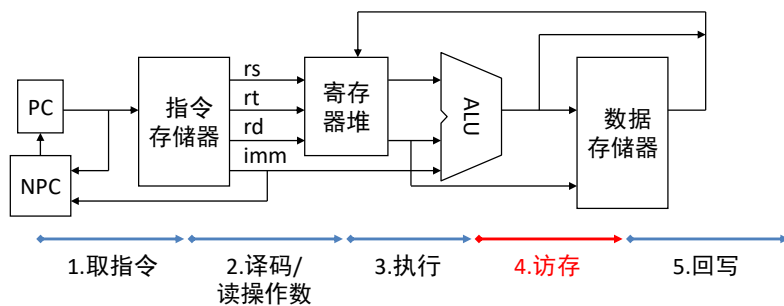 PC
NPC
指令
存储器
rs
rt
rd
imm
寄存
器堆
ALU
数据
存储器
1.取指令
2.译码/
读操作数
3.执行
4.访存
5.回写